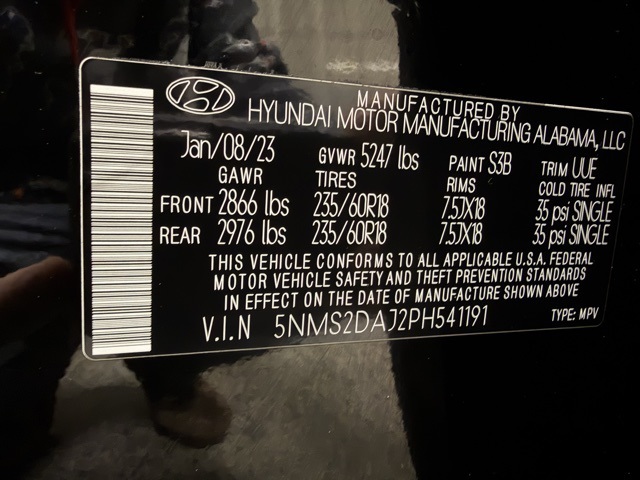 MANUFACTURED BY
HYUNDAI MOTOR MANUFACTURING ALABAMA, LLC
Jan/08/23 GVWR 5247 lbs PAINT S3B TRIM UUE
GAWR TIRES RIMS COLD TIRE INFL
FRONT 2866 lbs 235/60R18 7.5JX18 35 psi SINGLE
REAR 2976 lbs 235/60R18 7.5JX18 35 psi SINGLE
THIS VEHICLE CONFORMS TO ALL APPLICABLE U.S.A. FEDERAL
MOTOR VEHICLE SAFETY AND THEFT PREVENTION STANDARDS
IN EFFECT ON THE DATE OF MANUFACTURE SHOWN ABOVE
V.I.N 5NMS2DAJ2PH541191 TYPE: MPV